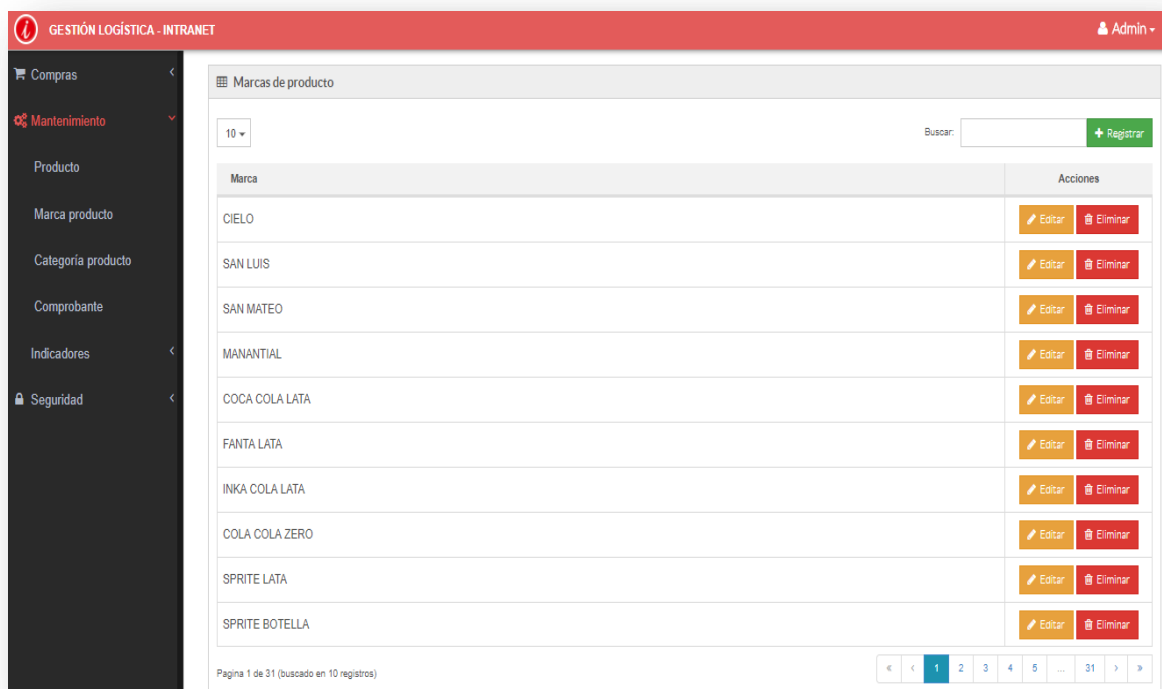 GESTIÓN LOGÍSTICA - INTRANET
Admin
Compras
Mantenimiento
Producto
Marca producto
Categoría producto
Comprobante
Indicadores
Seguridad
Marcas de producto
10
Buscar:
Registrar
Marca Acciones
CIELO Editar Eliminar
SAN LUIS Editar Eliminar
SAN MATEO Editar Eliminar
MANANTIAL Editar Eliminar
COCA COLA LATA Editar Eliminar
FANTA LATA Editar Eliminar
INKA COLA LATA Editar Eliminar
COLA COLA ZERO Editar Eliminar
SPRITE LATA Editar Eliminar
SPRITE BOTELLA Editar Eliminar
Pagina 1 de 31 (buscado en 10 registros)
« ‹ 1 2 3 4 5 ... 31 › »